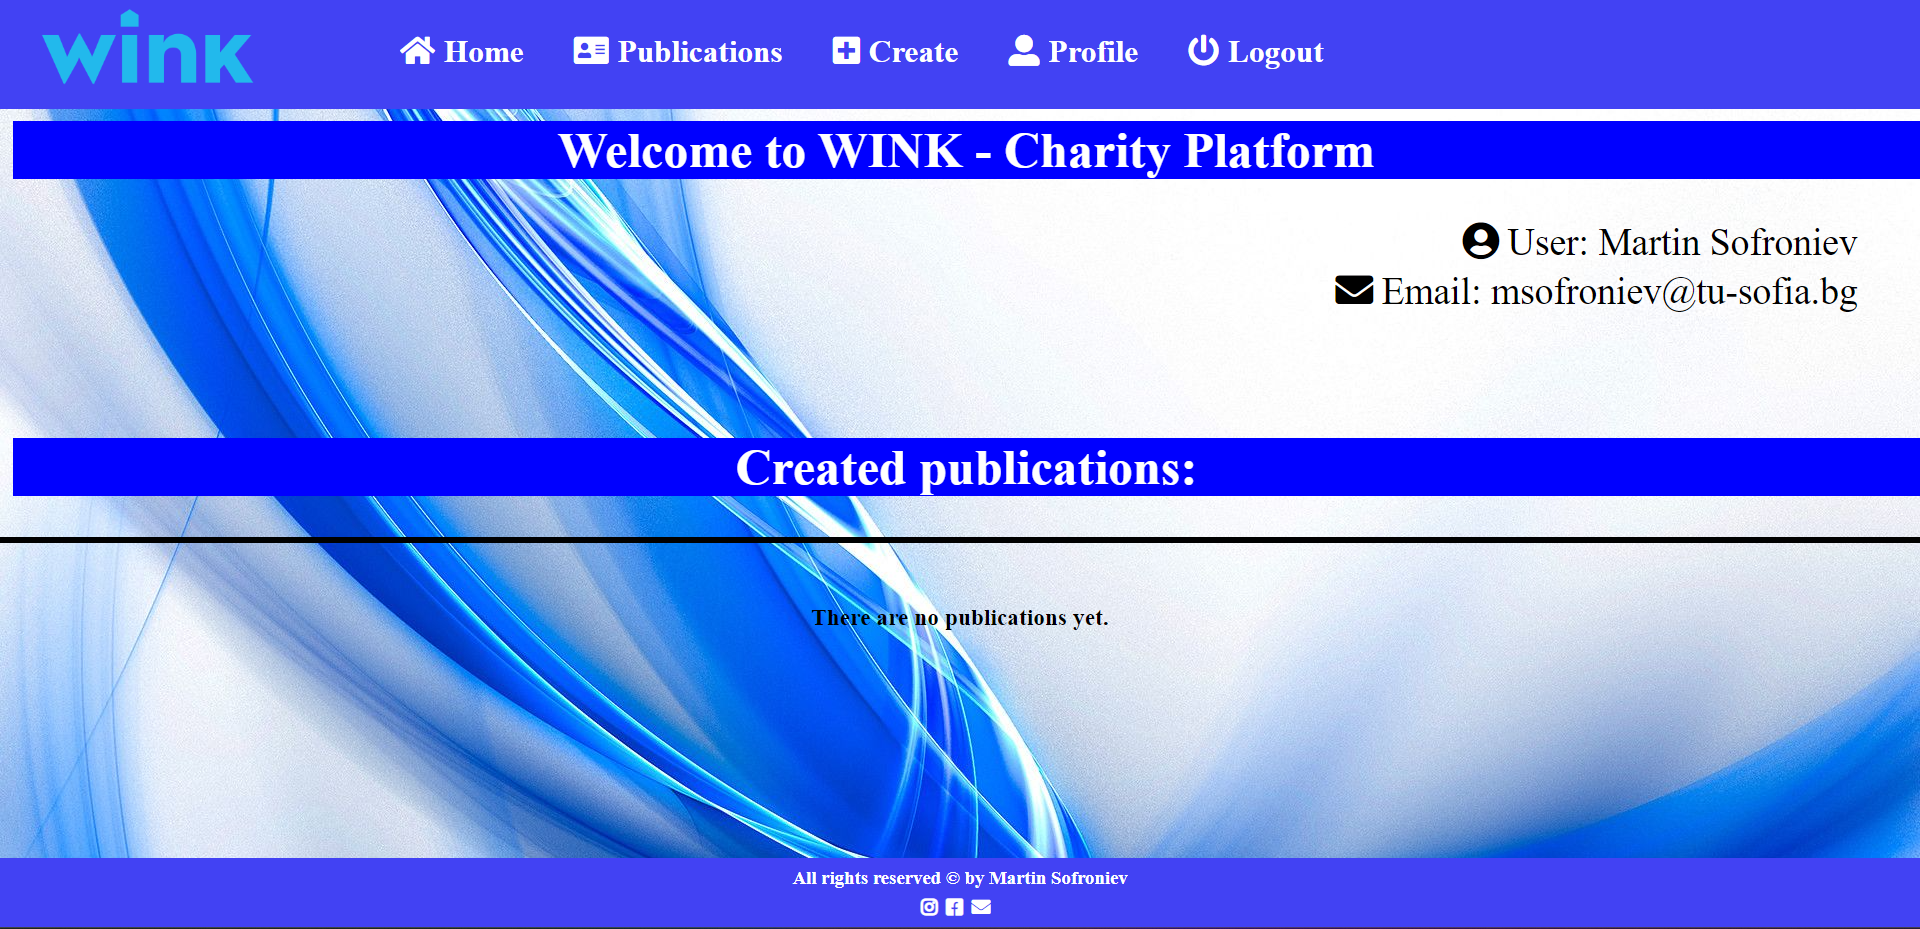 wink
Home Publications Create Profile Logout
Welcome to WINK - Charity Platform
User: Martin Sofroniev
Email: msofroniev@tu-sofia.bg
Created publications:
There are no publications yet.
All rights reserved © by Martin Sofroniev